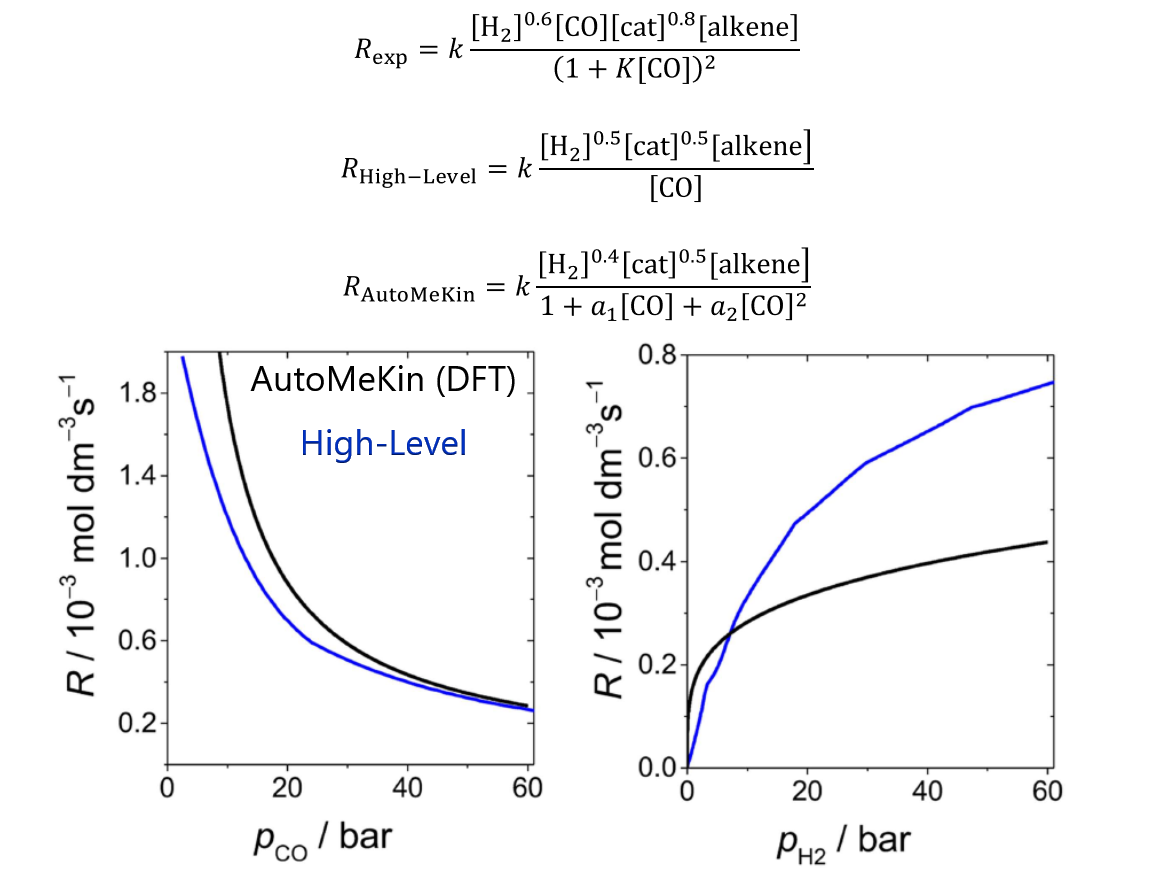 R_exp = k [H₂]^0.6[CO][cat]^0.8[alkene] / (1 + K[CO])²
R_High−Level = k [H₂]^0.5[cat]^0.5[alkene] / [CO]
R_AutoMeKin = k [H₂]^0.4[cat]^0.5[alkene] / 1 + a₁[CO] + a₂[CO]²
AutoMeKin (DFT)
High-Level
R / 10⁻³ mol dm⁻³s⁻¹
1.8
1.4
1.0
0.6
0.2
0 20 40 60
p_CO / bar
R / 10⁻³ mol dm⁻³s⁻¹
0.8
0.6
0.4
0.2
0.0
0 20 40 60
p_H2 / bar